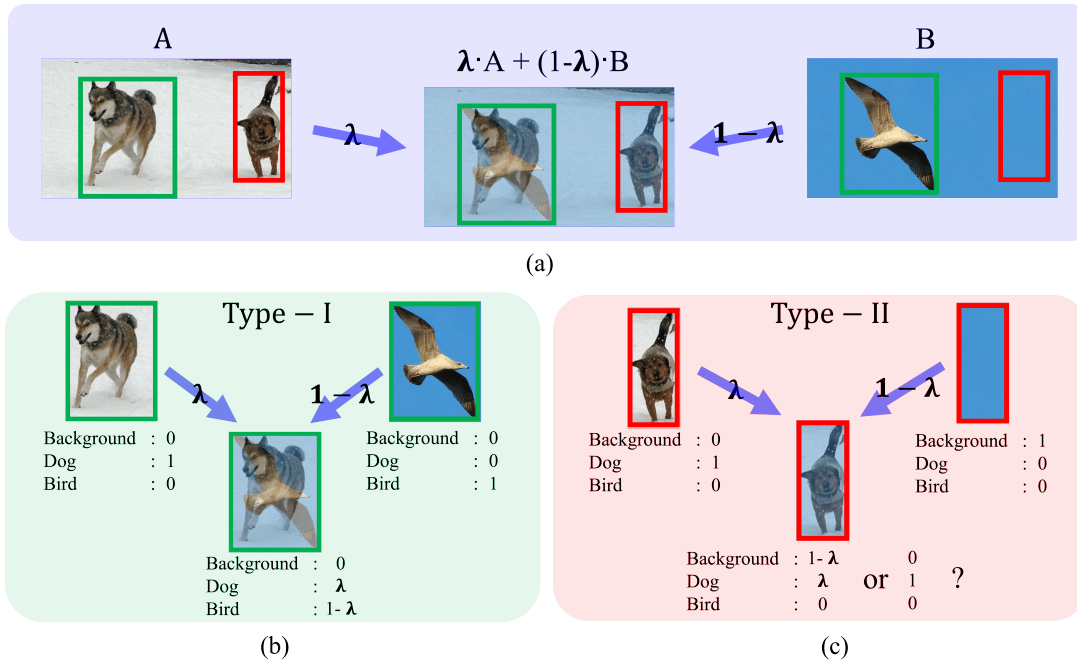 A
λ·A + (1-λ)·B
B
λ
1 − λ
(a)
Type − I
λ
1 − λ
Background : 0
Dog : 1
Bird : 0
Background : 0
Dog : 0
Bird : 1
Background : 0
Dog : λ
Bird : 1- λ
(b)
Type − II
λ
1 − λ
Background : 0
Dog : 1
Bird : 0
Background : 1
Dog : 0
Bird : 0
Background : 1- λ 0
Dog : λ or 1 ?
Bird : 0 0
(c)